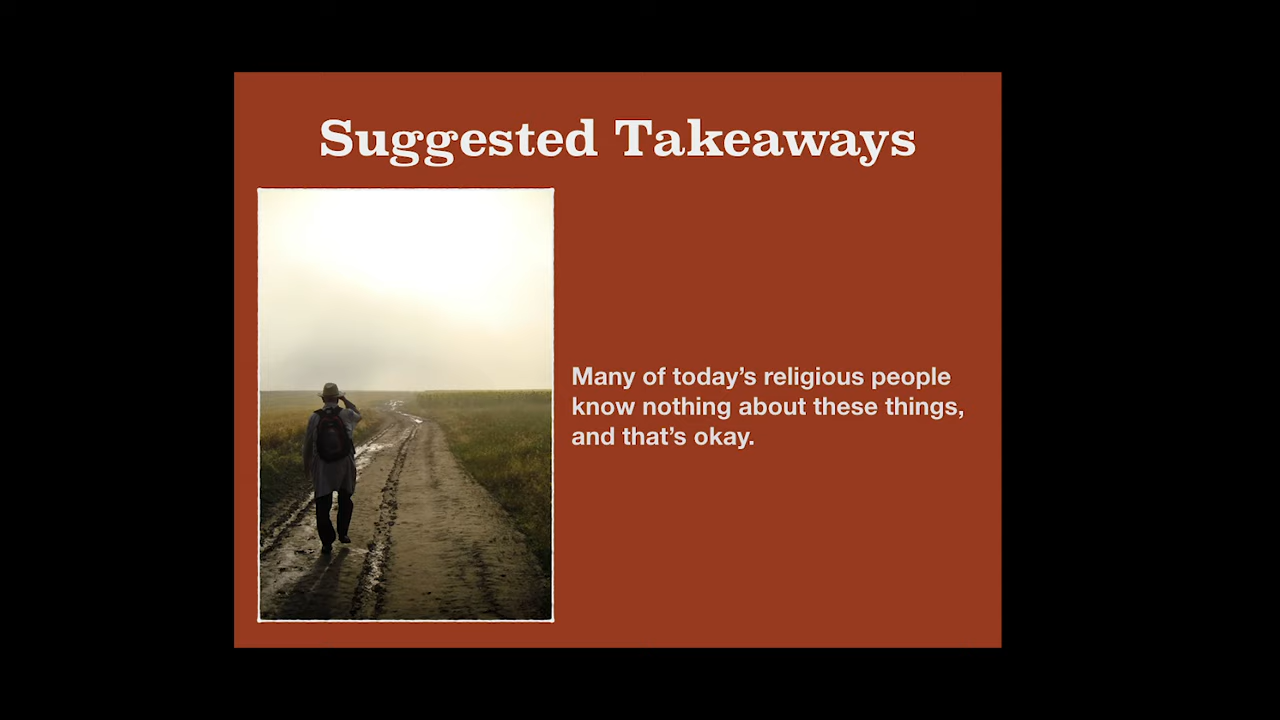 Suggested Takeaways
Many of today’s religious people
know nothing about these things,
and that’s okay.